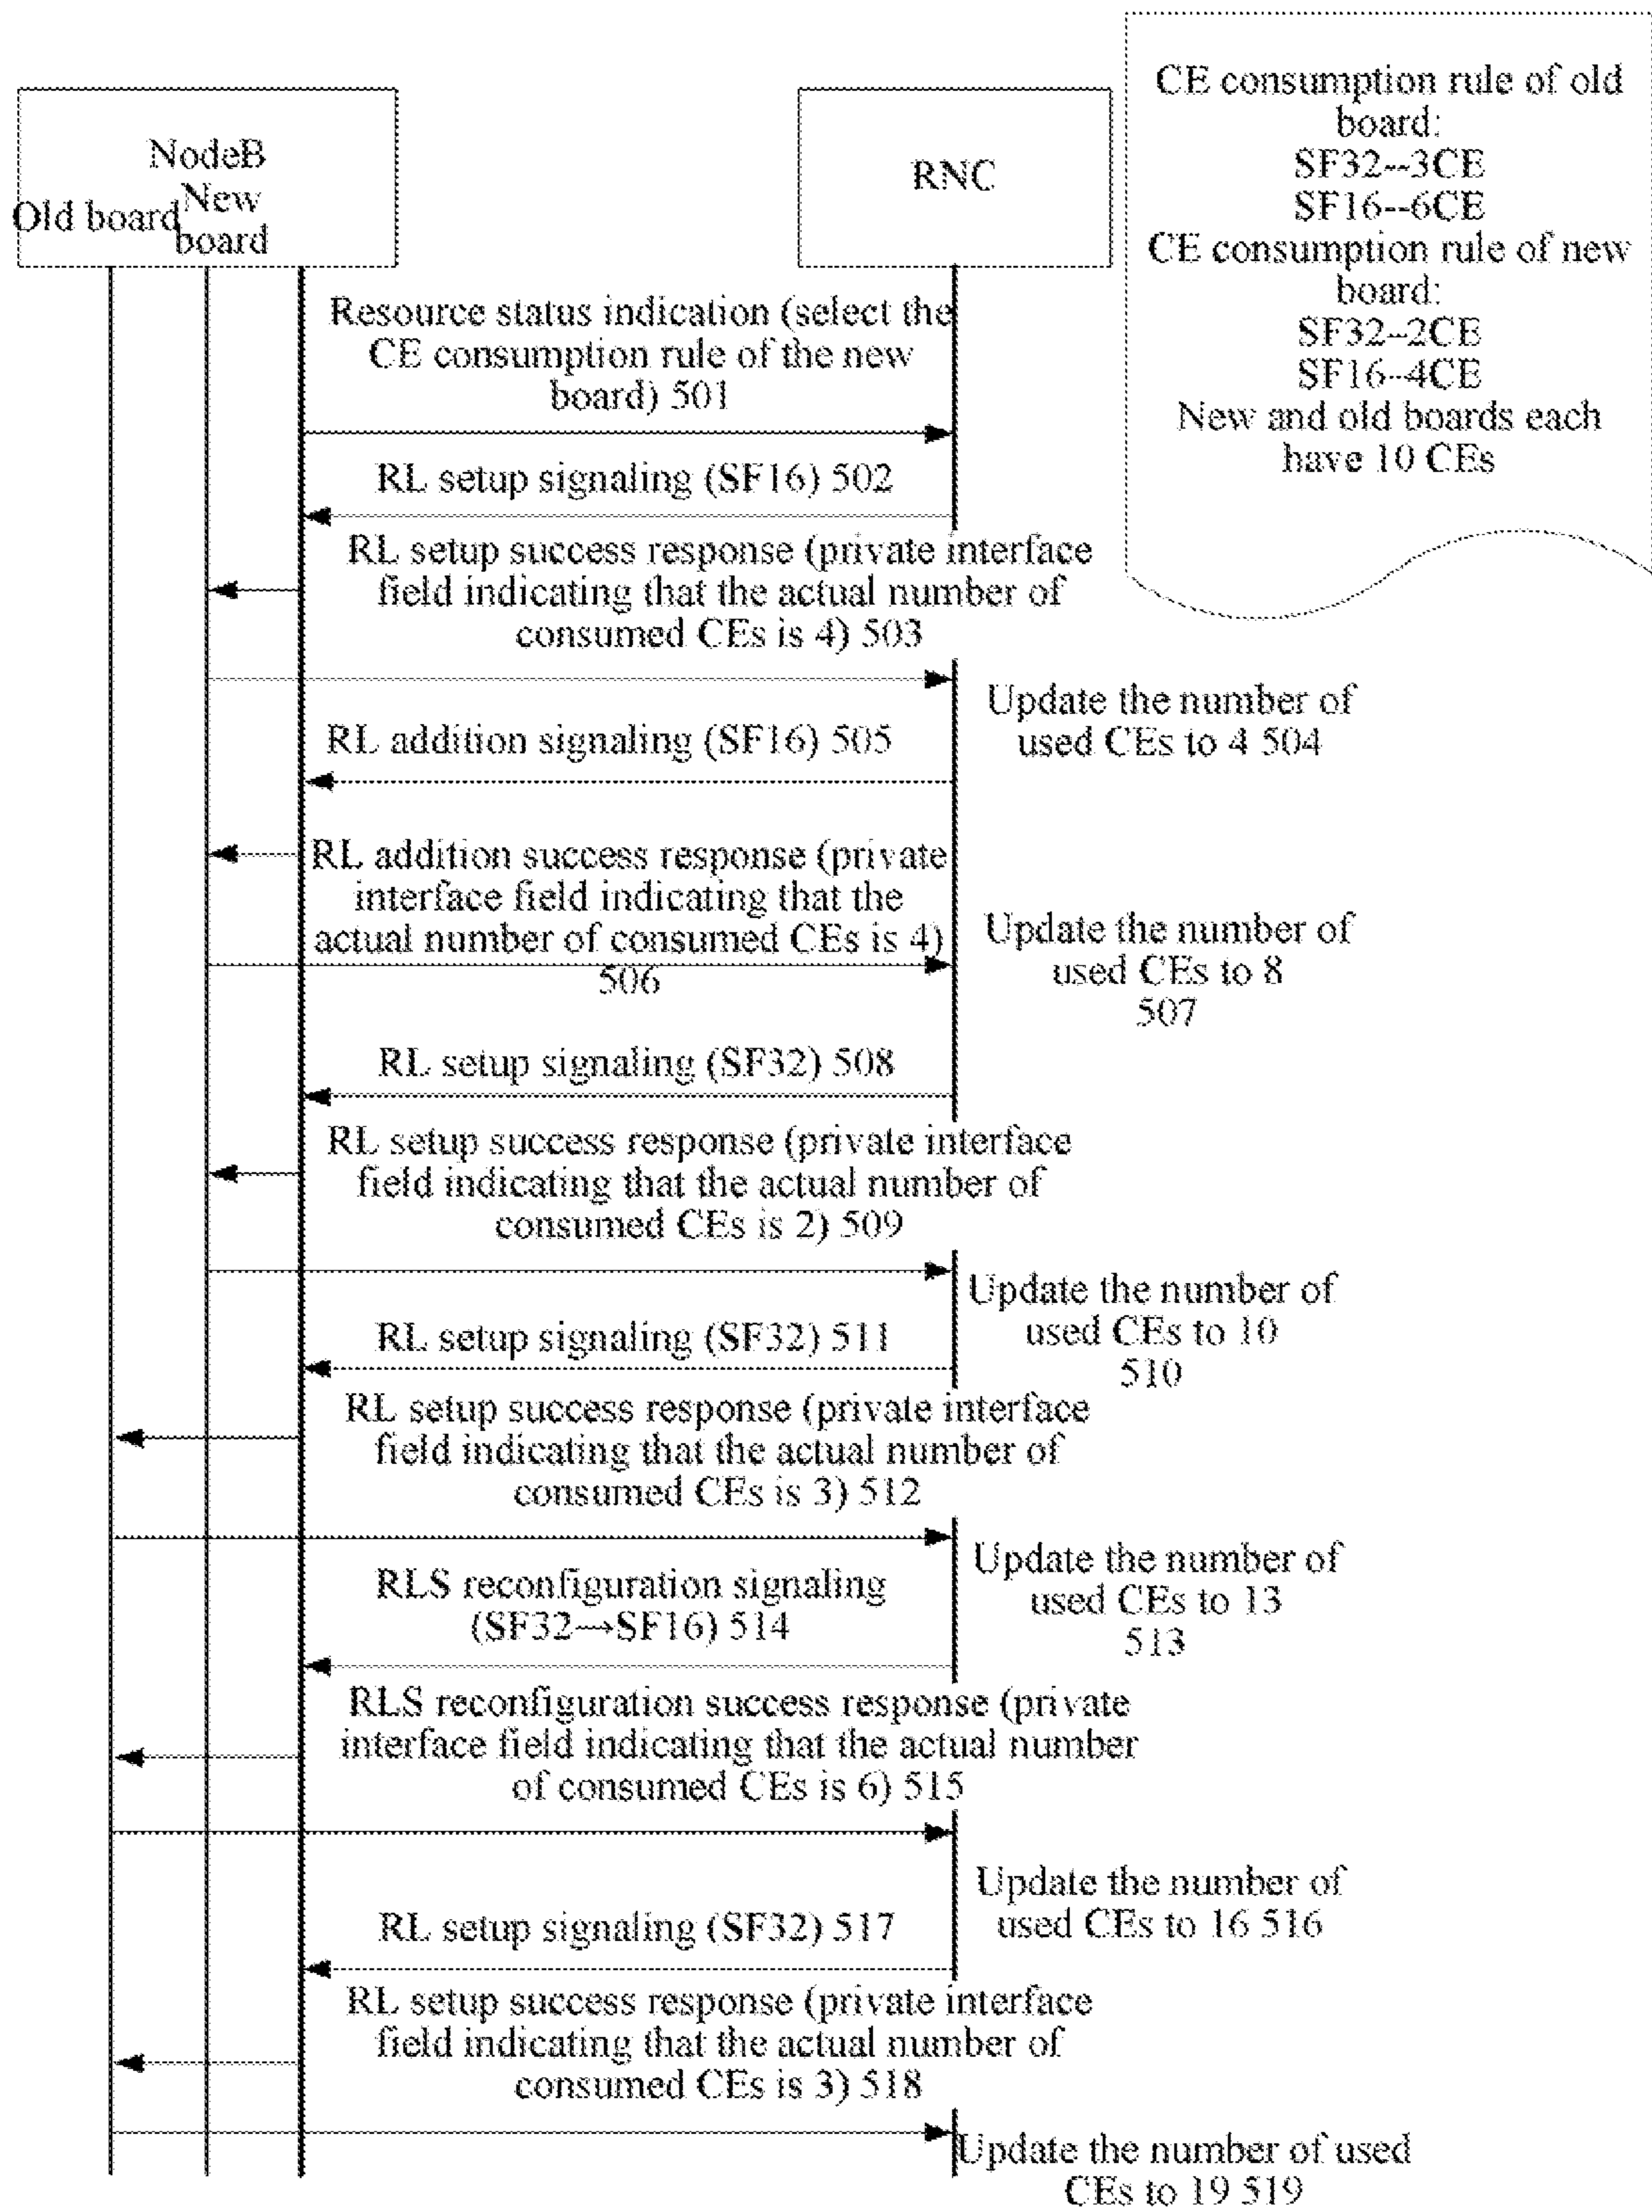 NodeB
Old board
New
board
RNC
CE consumption rule of old
board:
SF32--3CE
SF16--6CE
CE consumption rule of new
board:
SF32--2CE
SF16--4CE
New and old boards each
have 10 CEs
Resource status indication (select the
CE consumption rule of the new
board) 501
RL setup signaling (SF16) 502
RL setup success response (private interface
field indicating that the actual number of
consumed CEs is 4) 503
Update the number of
used CEs to 4 504
RL addition signaling (SF16) 505
RL addition success response (private
interface field indicating that the
actual number of consumed CEs is 4)
506
Update the number of
used CEs to 8
507
RL setup signaling (SF32) 508
RL setup success response (private interface
field indicating that the actual number of
consumed CEs is 2) 509
Update the number of
used CEs to 10
510
RL setup signaling (SF32) 511
RL setup success response (private interface
field indicating that the actual number of
consumed CEs is 3) 512
Update the number of
used CEs to 13
513
RLS reconfiguration signaling
(SF32→SF16) 514
RLS reconfiguration success response (private
interface field indicating that the actual number
of consumed CEs is 6) 515
Update the number of
used CEs to 16 516
RL setup signaling (SF32) 517
RL setup success response (private interface
field indicating that the actual number of
consumed CEs is 3) 518
Update the number of used
CEs to 19 519